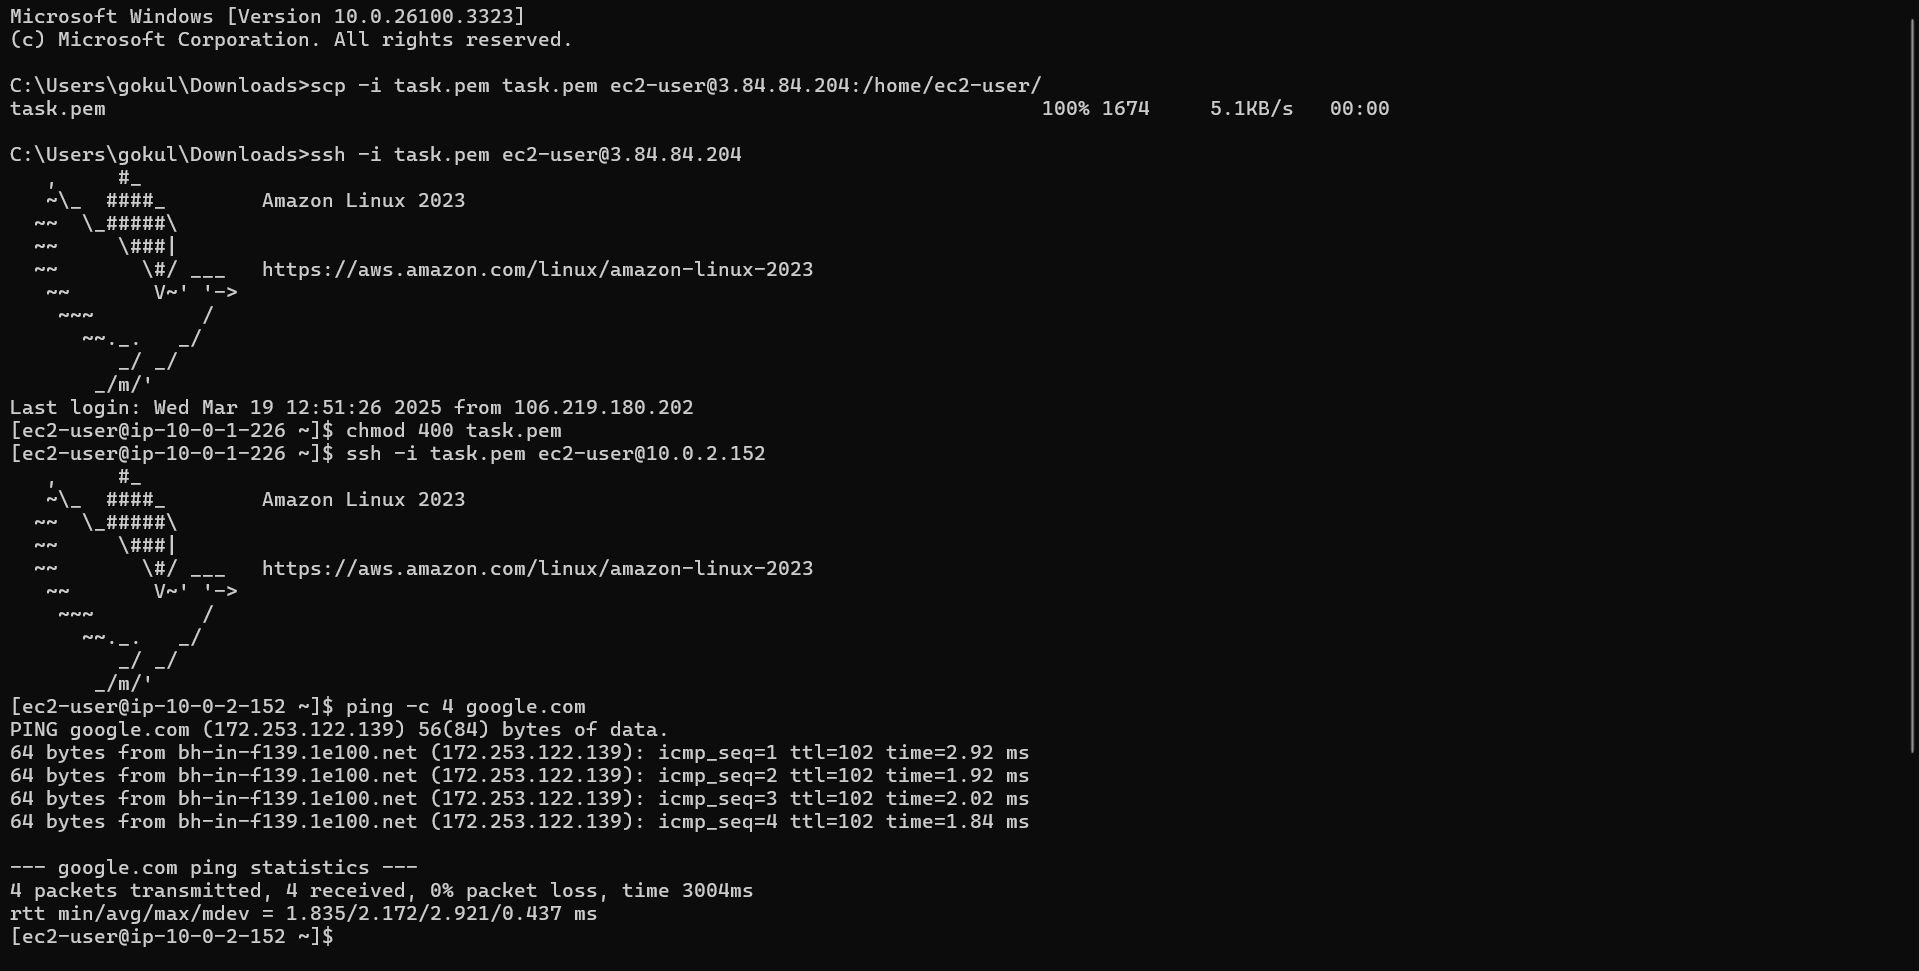 Microsoft Windows [Version 10.0.26100.3323]
(c) Microsoft Corporation. All rights reserved.

C:\Users\gokul\Downloads>scp -i task.pem task.pem ec2-user@3.84.84.204:/home/ec2-user/
task.pem                                                                              100% 1674     5.1KB/s   00:00

C:\Users\gokul\Downloads>ssh -i task.pem ec2-user@3.84.84.204
   ,     #_
   ~\_  ####_        Amazon Linux 2023
  ~~  \_#####\
  ~~     \###|
  ~~       \#/ ___   https://aws.amazon.com/linux/amazon-linux-2023
   ~~       V~' '->
    ~~~         /
      ~~._.   _/
         _/ _/
       _/m/'
Last login: Wed Mar 19 12:51:26 2025 from 106.219.180.202
[ec2-user@ip-10-0-1-226 ~]$ chmod 400 task.pem
[ec2-user@ip-10-0-1-226 ~]$ ssh -i task.pem ec2-user@10.0.2.152
   ,     #_
   ~\_  ####_        Amazon Linux 2023
  ~~  \_#####\
  ~~     \###|
  ~~       \#/ ___   https://aws.amazon.com/linux/amazon-linux-2023
   ~~       V~' '->
    ~~~         /
      ~~._.   _/
         _/ _/
       _/m/'
[ec2-user@ip-10-0-2-152 ~]$ ping -c 4 google.com
PING google.com (172.253.122.139) 56(84) bytes of data.
64 bytes from bh-in-f139.1e100.net (172.253.122.139): icmp_seq=1 ttl=102 time=2.92 ms
64 bytes from bh-in-f139.1e100.net (172.253.122.139): icmp_seq=2 ttl=102 time=1.92 ms
64 bytes from bh-in-f139.1e100.net (172.253.122.139): icmp_seq=3 ttl=102 time=2.02 ms
64 bytes from bh-in-f139.1e100.net (172.253.122.139): icmp_seq=4 ttl=102 time=1.84 ms

--- google.com ping statistics ---
4 packets transmitted, 4 received, 0% packet loss, time 3004ms
rtt min/avg/max/mdev = 1.835/2.172/2.921/0.437 ms
[ec2-user@ip-10-0-2-152 ~]$